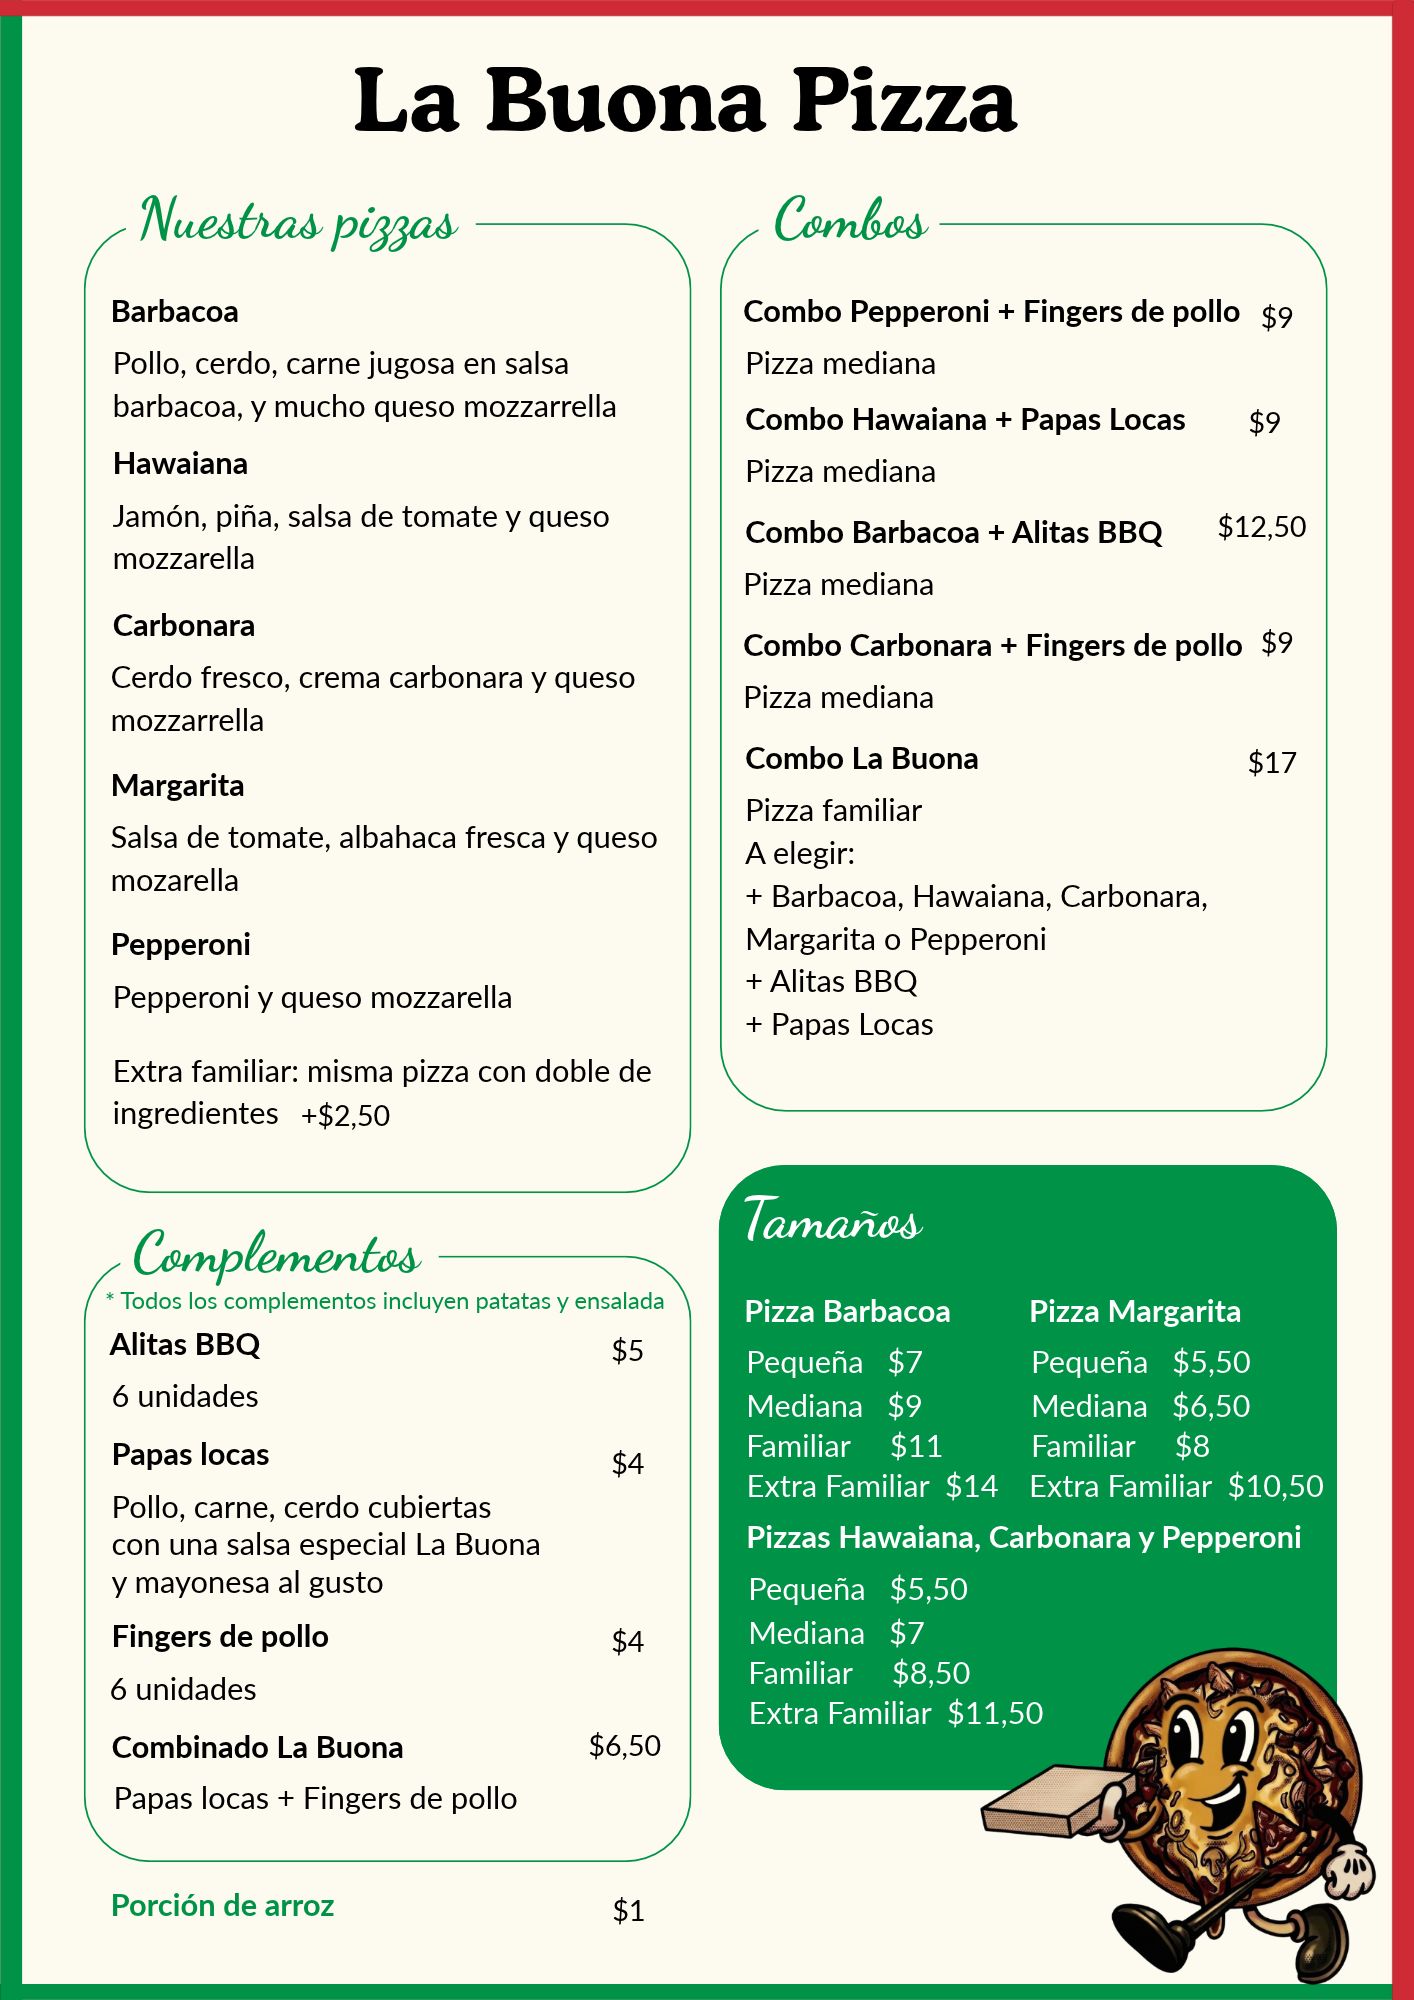 La Buona Pizza
Nuestras pizzas
Barbacoa
Pollo, cerdo, carne jugosa en salsa
barbacoa, y mucho queso mozzarrella
Hawaiana
Jamón, piña, salsa de tomate y queso
mozzarella
Carbonara
Cerdo fresco, crema carbonara y queso
mozzarrella
Margarita
Salsa de tomate, albahaca fresca y queso
mozarella
Pepperoni
Pepperoni y queso mozzarella
Extra familiar: misma pizza con doble de
ingredientes +$2,50
Combos
Combo Pepperoni + Fingers de pollo $9
Pizza mediana
Combo Hawaiana + Papas Locas $9
Pizza mediana
Combo Barbacoa + Alitas BBQ $12,50
Pizza mediana
Combo Carbonara + Fingers de pollo $9
Pizza mediana
Combo La Buona $17
Pizza familiar
A elegir:
+ Barbacoa, Hawaiana, Carbonara,
Margarita o Pepperoni
+ Alitas BBQ
+ Papas Locas
Complementos
* Todos los complementos incluyen patatas y ensalada
Alitas BBQ $5
6 unidades
Papas locas $4
Pollo, carne, cerdo cubiertas
con una salsa especial La Buona
y mayonesa al gusto
Fingers de pollo $4
6 unidades
Combinado La Buona $6,50
Papas locas + Fingers de pollo
Porción de arroz $1
Tamaños
Pizza Barbacoa
Pequeña $7
Mediana $9
Familiar $11
Extra Familiar $14
Pizza Margarita
Pequeña $5,50
Mediana $6,50
Familiar $8
Extra Familiar $10,50
Pizzas Hawaiana, Carbonara y Pepperoni
Pequeña $5,50
Mediana $7
Familiar $8,50
Extra Familiar $11,50